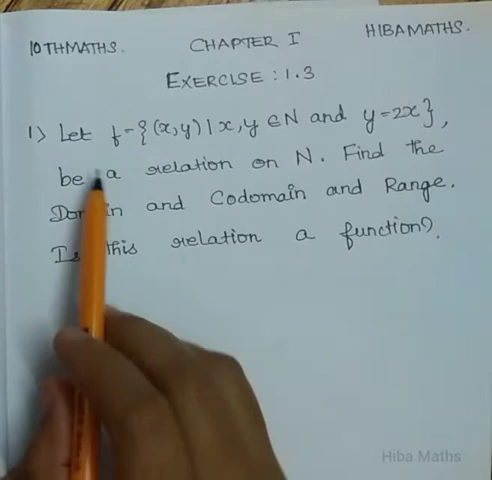 10THMATHS. CHAPTER I HIBAMATHS.
EXERCISE : 1.3
1) Let f = {(x,y) | x,y ∈ N and y = 2x},
be a relation on N. Find the
and Codomain and Range.
this relation a function?.
Hiba Maths